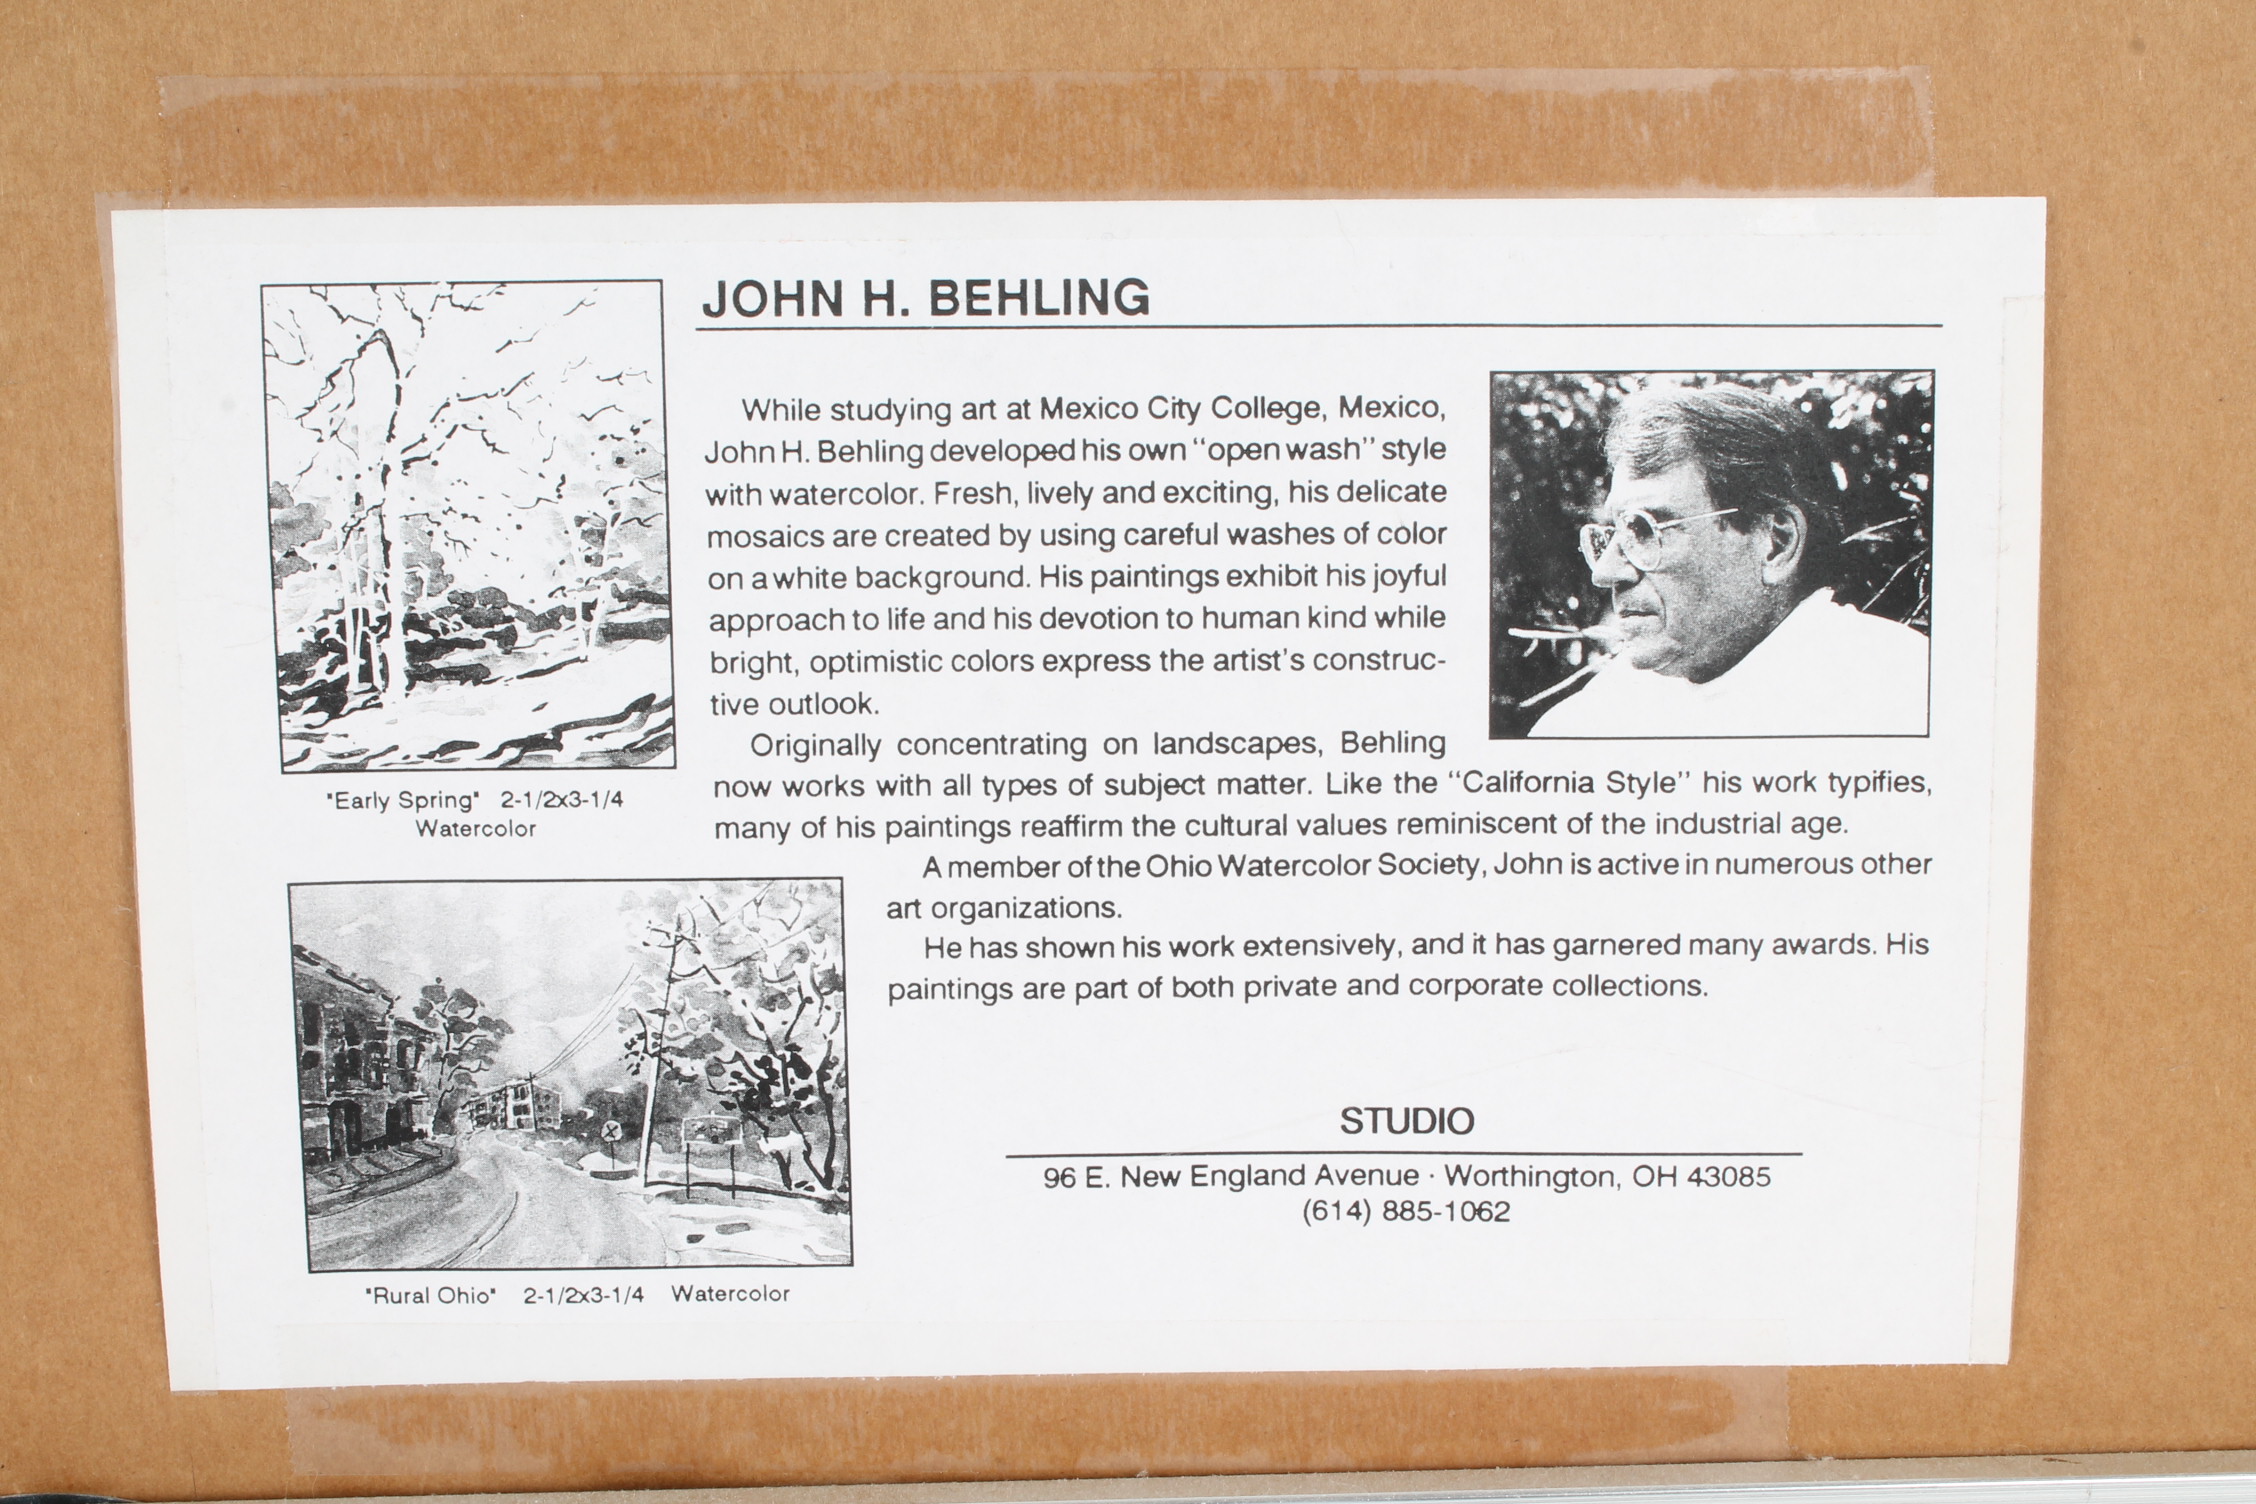 JOHN H. BEHLING
While studying art at Mexico City College, Mexico,
John H. Behling developed his own "open wash" style
with watercolor. Fresh, lively and exciting, his delicate
mosaics are created by using careful washes of color
on a white background. His paintings exhibit his joyful
approach to life and his devotion to human kind while
bright, optimistic colors express the artist's construc-
tive outlook.
Originally concentrating on landscapes, Behling
now works with all types of subject matter. Like the "California Style" his work typifies,
many of his paintings reaffirm the cultural values reminiscent of the industrial age.
A member of the Ohio Watercolor Society, John is active in numerous other
art organizations.
He has shown his work extensively, and it has garnered many awards. His
paintings are part of both private and corporate collections.
"Early Spring" 2-1/2x3-1/4
Watercolor
"Rural Ohio" 2-1/2x3-1/4 Watercolor
STUDIO
96 E. New England Avenue · Worthington, OH 43085
(614) 885-1062